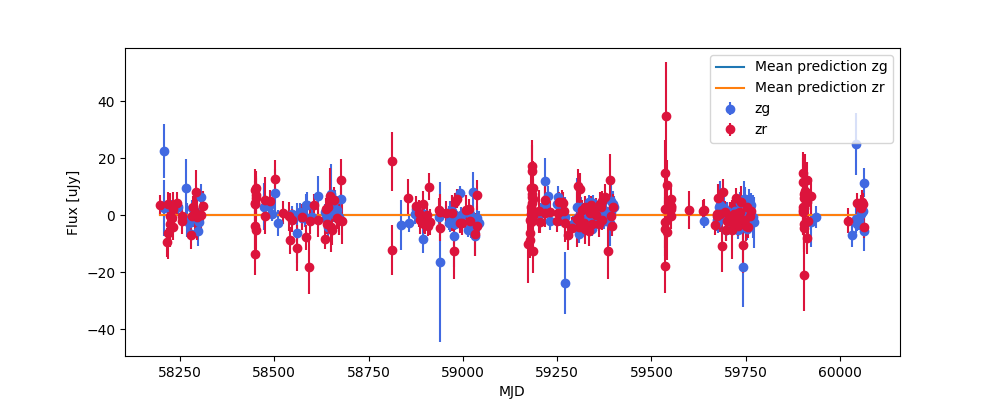 Mean prediction zg
Mean prediction zr
zg
zr
40
20
0
−20
−40
Flux [uJy]
58250
58500
58750
59000
59250
59500
59750
60000
MJD